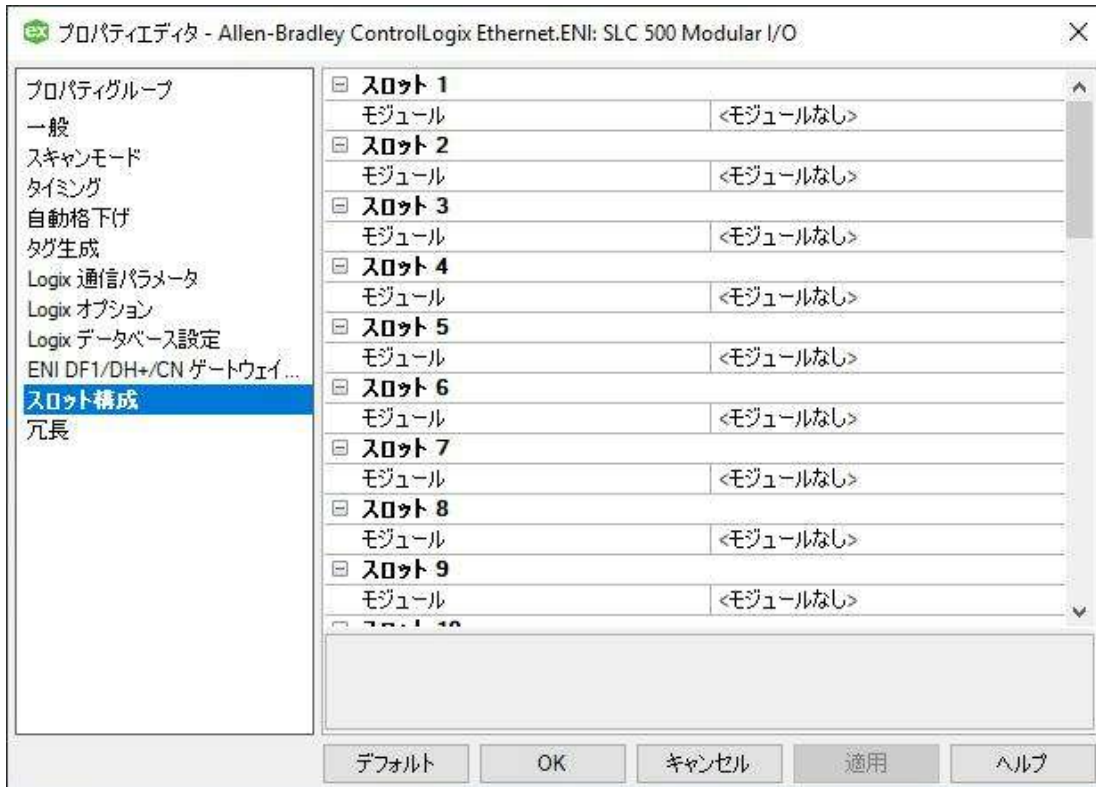 プロパティエディタ - Allen-Bradley ControlLogix Ethernet.ENI: SLC 500 Modular I/O
プロパティグループ
一般
スキャンモード
タイミング
自動格下げ
タグ生成
Logix 通信パラメータ
Logix オプション
Logix データベース設定
ENI DF1/DH+/CN ゲートウェイ...
スロット構成
冗長
スロット 1
モジュール <モジュールなし>
スロット 2
モジュール <モジュールなし>
スロット 3
モジュール <モジュールなし>
スロット 4
モジュール <モジュールなし>
スロット 5
モジュール <モジュールなし>
スロット 6
モジュール <モジュールなし>
スロット 7
モジュール <モジュールなし>
スロット 8
モジュール <モジュールなし>
スロット 9
モジュール <モジュールなし>
スロット 10
デフォルト OK キャンセル 適用 ヘルプ